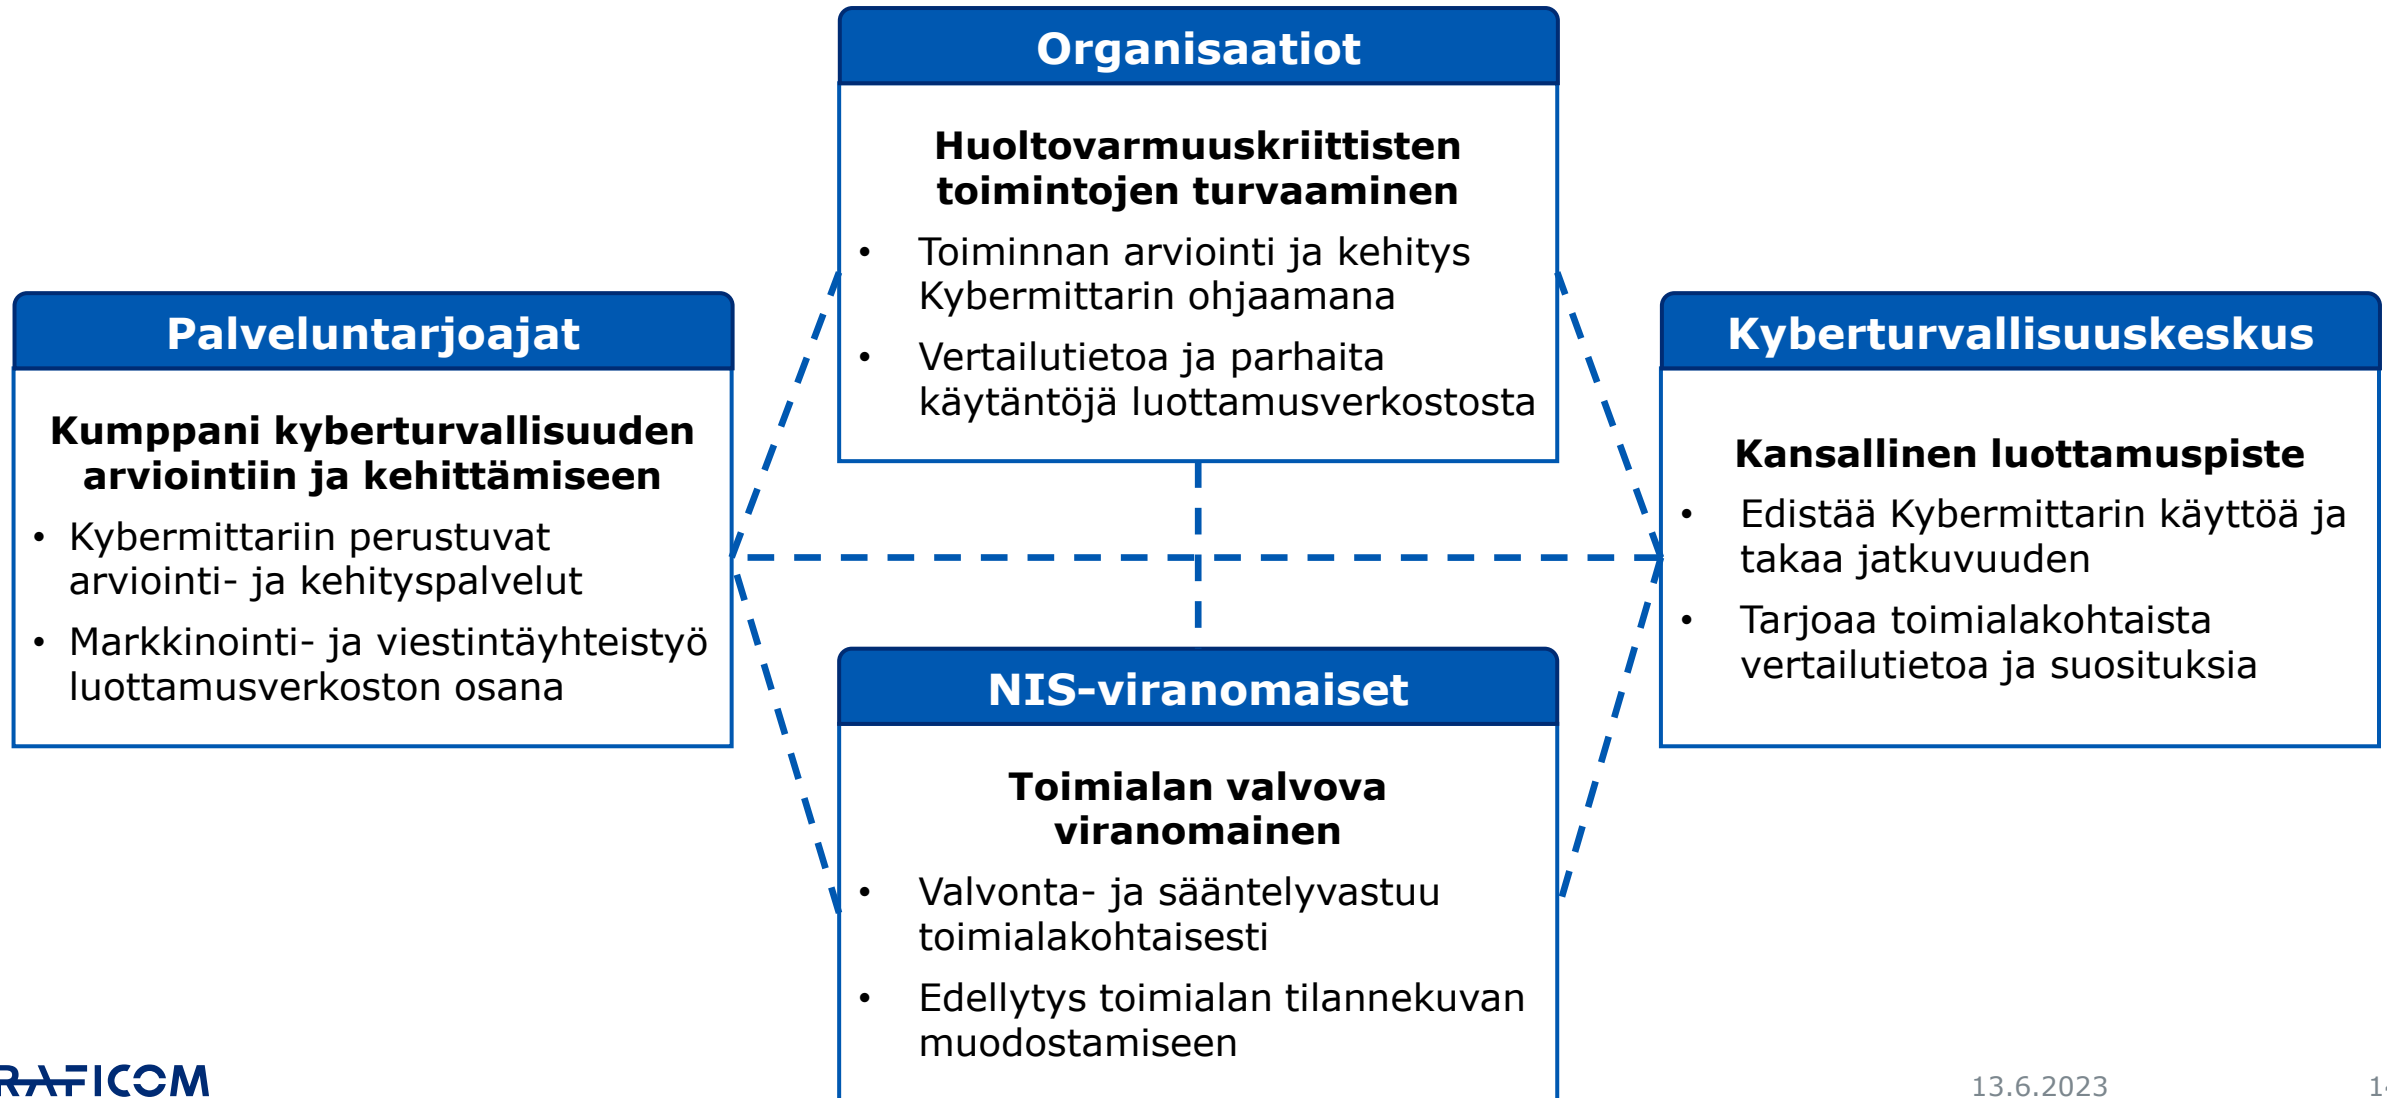 Organisaatiot
Huoltovarmuuskriittisten
toimintojen turvaaminen
• Toiminnan arviointi ja kehitys
Kybermittarin ohjaamana
• Vertailutietoa ja parhaita
käytäntöjä luottamusverkostosta
Palveluntarjoajat
Kumppani kyberturvallisuuden
arviointiin ja kehittämiseen
• Kybermittariin perustuvat
arviointi- ja kehityspalvelut
• Markkinointi- ja viestintäyhteistyö
luottamusverkoston osana
Kyberturvallisuuskeskus
Kansallinen luottamuspiste
• Edistää Kybermittarin käyttöä ja
takaa jatkuvuuden
• Tarjoaa toimialakohtaista
vertailutietoa ja suosituksia
NIS-viranomaiset
Toimialan valvova
viranomainen
• Valvonta- ja sääntelyvastuu
toimialakohtaisesti
• Edellytys toimialan tilannekuvan
muodostamiseen
RAFICOM
13.6.2023